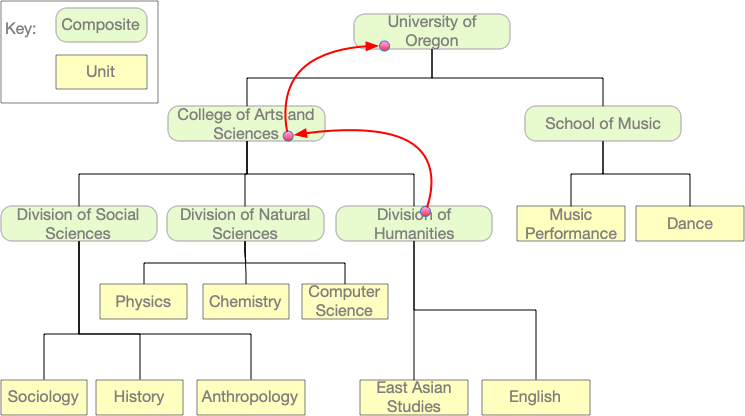 Key:
Composite
Unit
University of
Oregon
College of Arts and
Sciences
School of Music
Division of Social
Sciences
Division of Natural
Sciences
Division of
Humanities
Music
Performance
Dance
Physics
Chemistry
Computer
Science
Sociology
History
Anthropology
East Asian
Studies
English